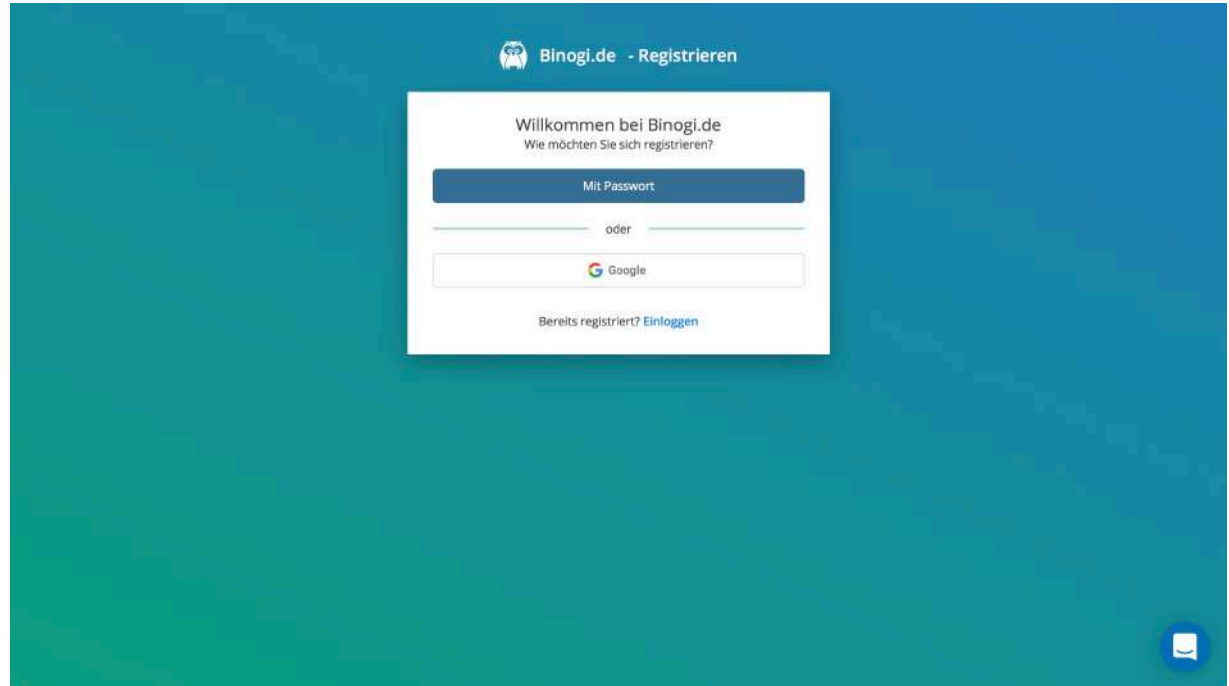 Binogi.de - Registrieren
Willkommen bei Binogi.de
Wie möchten Sie sich registrieren?
Mit Passwort
oder
Google
Bereits registriert? Einloggen